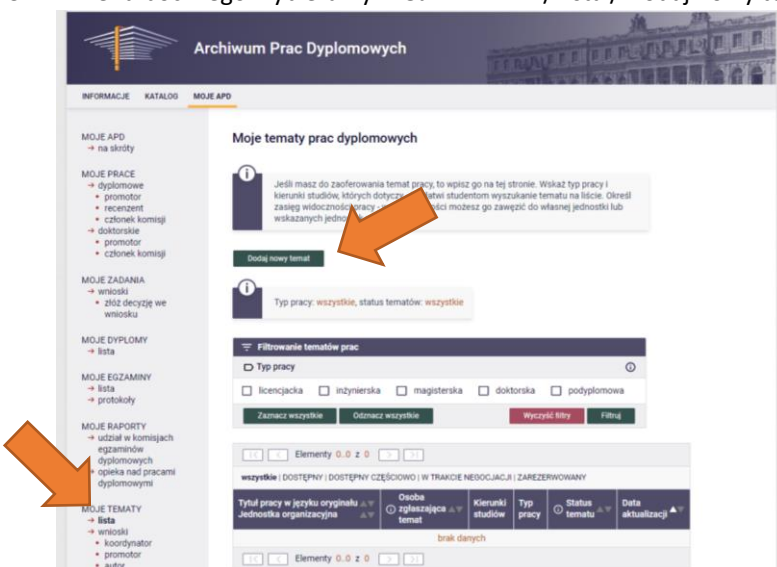 Archiwum Prac Dyplomowych
INFORMACJE KATALOG MOJE APD
MOJE APD
→ na skróty
MOJE PRACE
→ dyplomowe
• promotor
• recenzent
• członek komisji
→ doktorskie
• promotor
• członek komisji
MOJE ZADANIA
→ wnioski
• złóż decyzję we
wniosku
MOJE DYPLOMY
→ lista
MOJE EGZAMINY
→ lista
→ protokoły
MOJE RAPORTY
→ udział w komisjach
egzaminów
dyplomowych
opieka nad pracami
dyplomowymi
MOJE TEMATY
→ lista
→ wnioski
• koordynator
• promotor
• autor
Moje tematy prac dyplomowych
Jeśli masz do zaoferowania temat pracy, to wpisz go na tej stronie. Wskaż typ pracy i
kierunki studiów, których dotyczy, studentom wyszukanie tematu na liście. Określ
zasięg widoczności pracy - możesz go zawęzić do własnej jednostki lub
wskazanych
Dodaj nowy temat
Typ pracy: wszystkie, status tematów: wszystkie
Filtrowanie tematów prac
Typ pracy
licencjacka inżynierska magisterska doktorska podyplomowa
Zaznacz wszystkie Odznacz wszystkie Wyczyść filtry Filtruj
Elementy 0..0 z 0
wszystkie | DOSTĘPNY | DOSTĘPNY CZĘŚCIOWO | W TRAKCIE NEGOCJACJI | ZAREZERWOWANY
Tytuł pracy w języku oryginału
Jednostka organizacyjna
Osoba
zgłaszająca
temat
Kierunki
studiów
Typ
pracy
Status
tematu
Data
aktualizacji
brak danych
Elementy 0..0 z 0